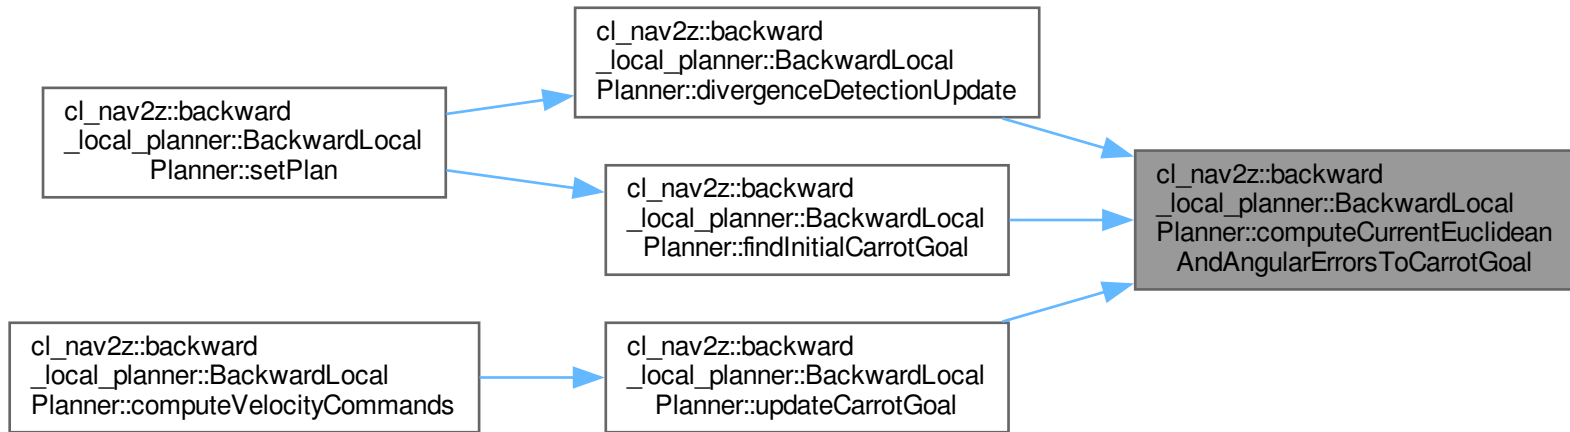 cl_nav2z::backward
_local_planner::BackwardLocal
Planner::divergenceDetectionUpdate
cl_nav2z::backward
_local_planner::BackwardLocal
Planner::setPlan
cl_nav2z::backward
_local_planner::BackwardLocal
Planner::findInitialCarrotGoal
cl_nav2z::backward
_local_planner::BackwardLocal
Planner::computeCurrentEuclidean
AndAngularErrorsToCarrotGoal
cl_nav2z::backward
_local_planner::BackwardLocal
Planner::computeVelocityCommands
cl_nav2z::backward
_local_planner::BackwardLocal
Planner::updateCarrotGoal